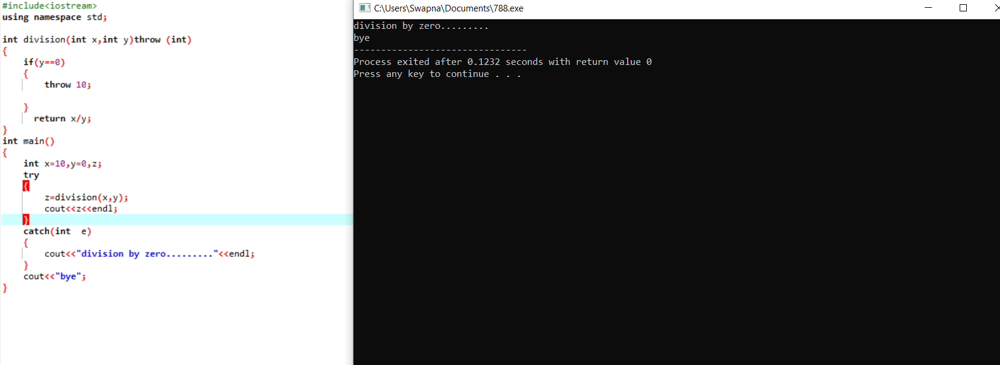 #include<iostream>
using namespace std;
int division(int x,int y)throw (int)
{
if(y==0)
{
throw 10;
}
return x/y;
}
int main()
{
int x=10,y=0,z;
try
{
z=division(x,y);
cout<<z<<endl;
}
catch(int  e)
{
cout<<"division by zero........."<<endl;
}
cout<<"bye";
}
C:\Users\Swapna\Documents\788.exe
division by zero.........
bye
--------------------------------
Process exited after 0.1232 seconds with return value 0
Press any key to continue . . .